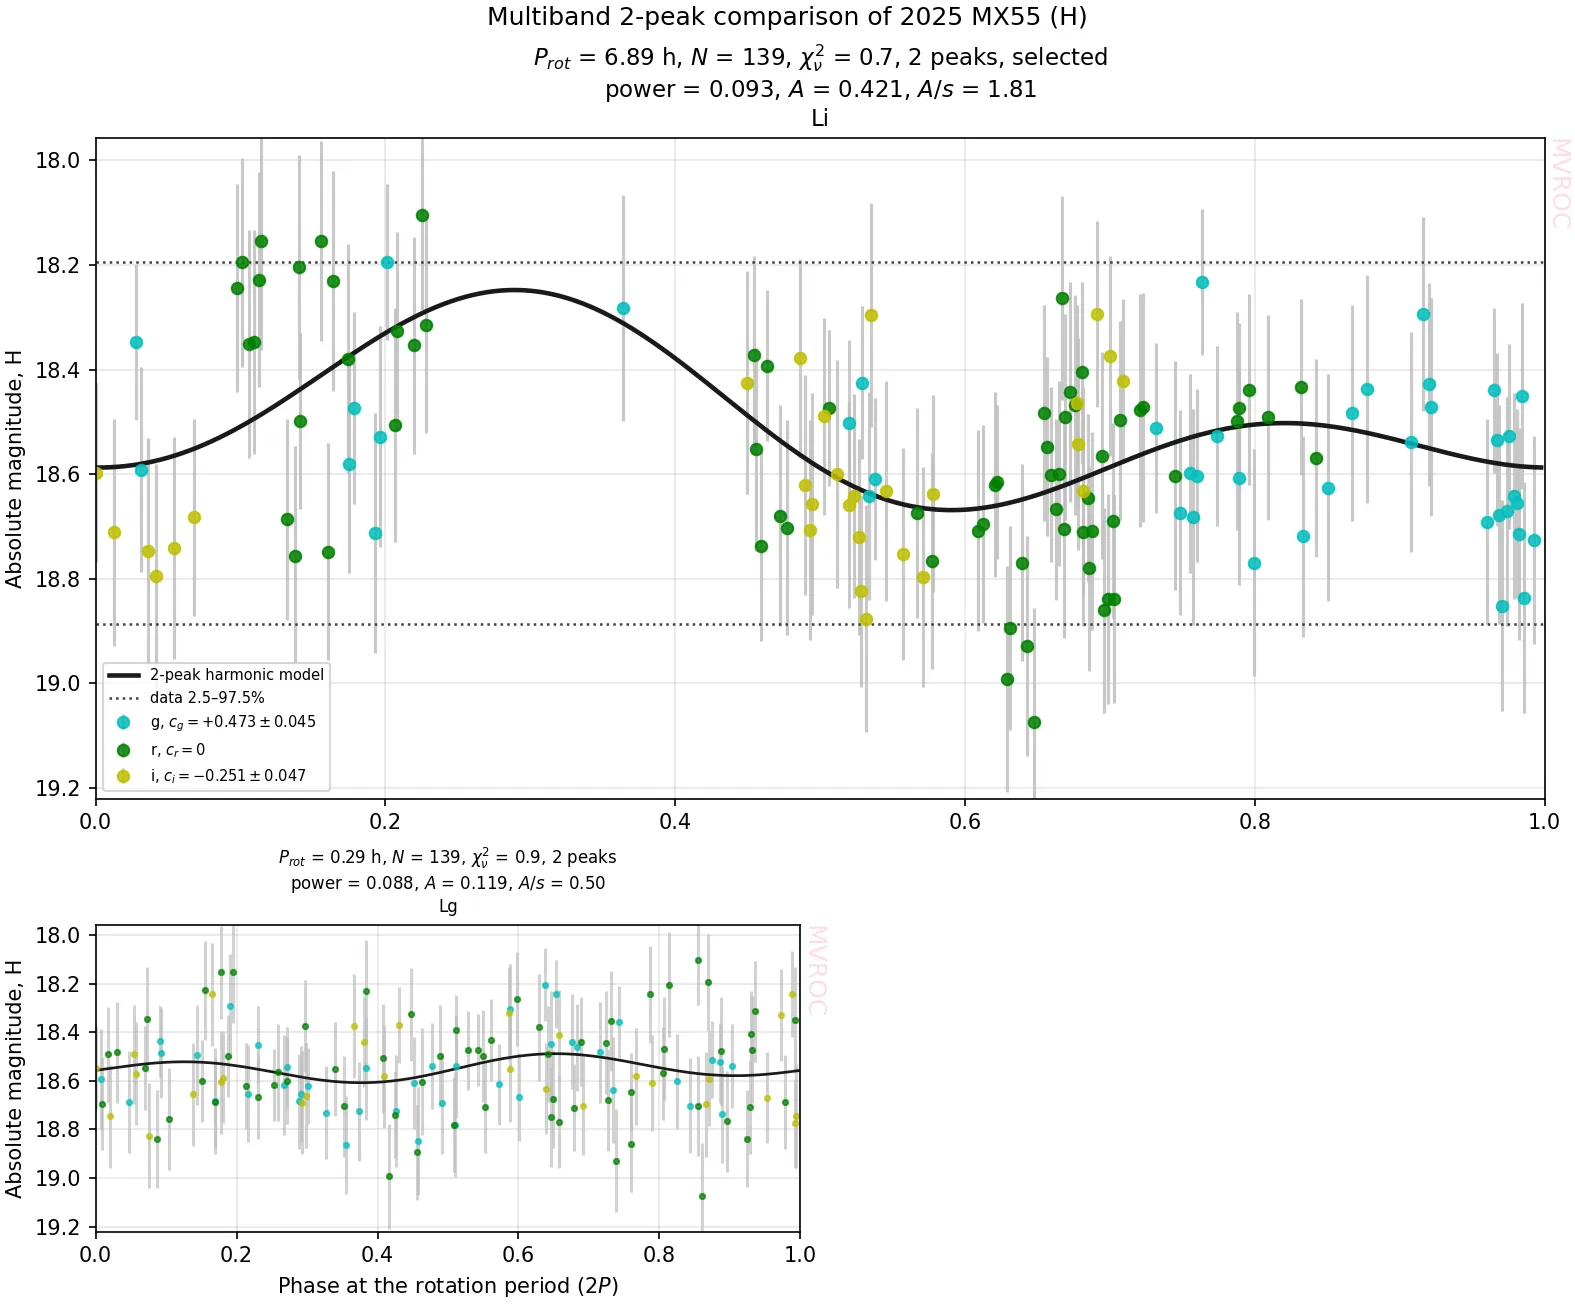 Multiband 2-peak comparison of 2025 MX55 (H)
P_rot = 6.89 h, N = 139, χ²_ν = 0.7, 2 peaks, selected
power = 0.093, A = 0.421, A/s = 1.81
Li
MVROC
Absolute magnitude, H
18.0
18.2
18.4
18.6
18.8
19.0
19.2
2-peak harmonic model
data 2.5–97.5%
g, c_g = +0.473 ± 0.045
r, c_r = 0
i, c_i = −0.251 ± 0.047
0.0 0.2 0.4 0.6 0.8 1.0
P_rot = 0.29 h, N = 139, χ²_ν = 0.9, 2 peaks
power = 0.088, A = 0.119, A/s = 0.50
Lg
MVROC
Absolute magnitude, H
18.0
18.2
18.4
18.6
18.8
19.0
19.2
0.0 0.2 0.4 0.6 0.8 1.0
Phase at the rotation period (2P)